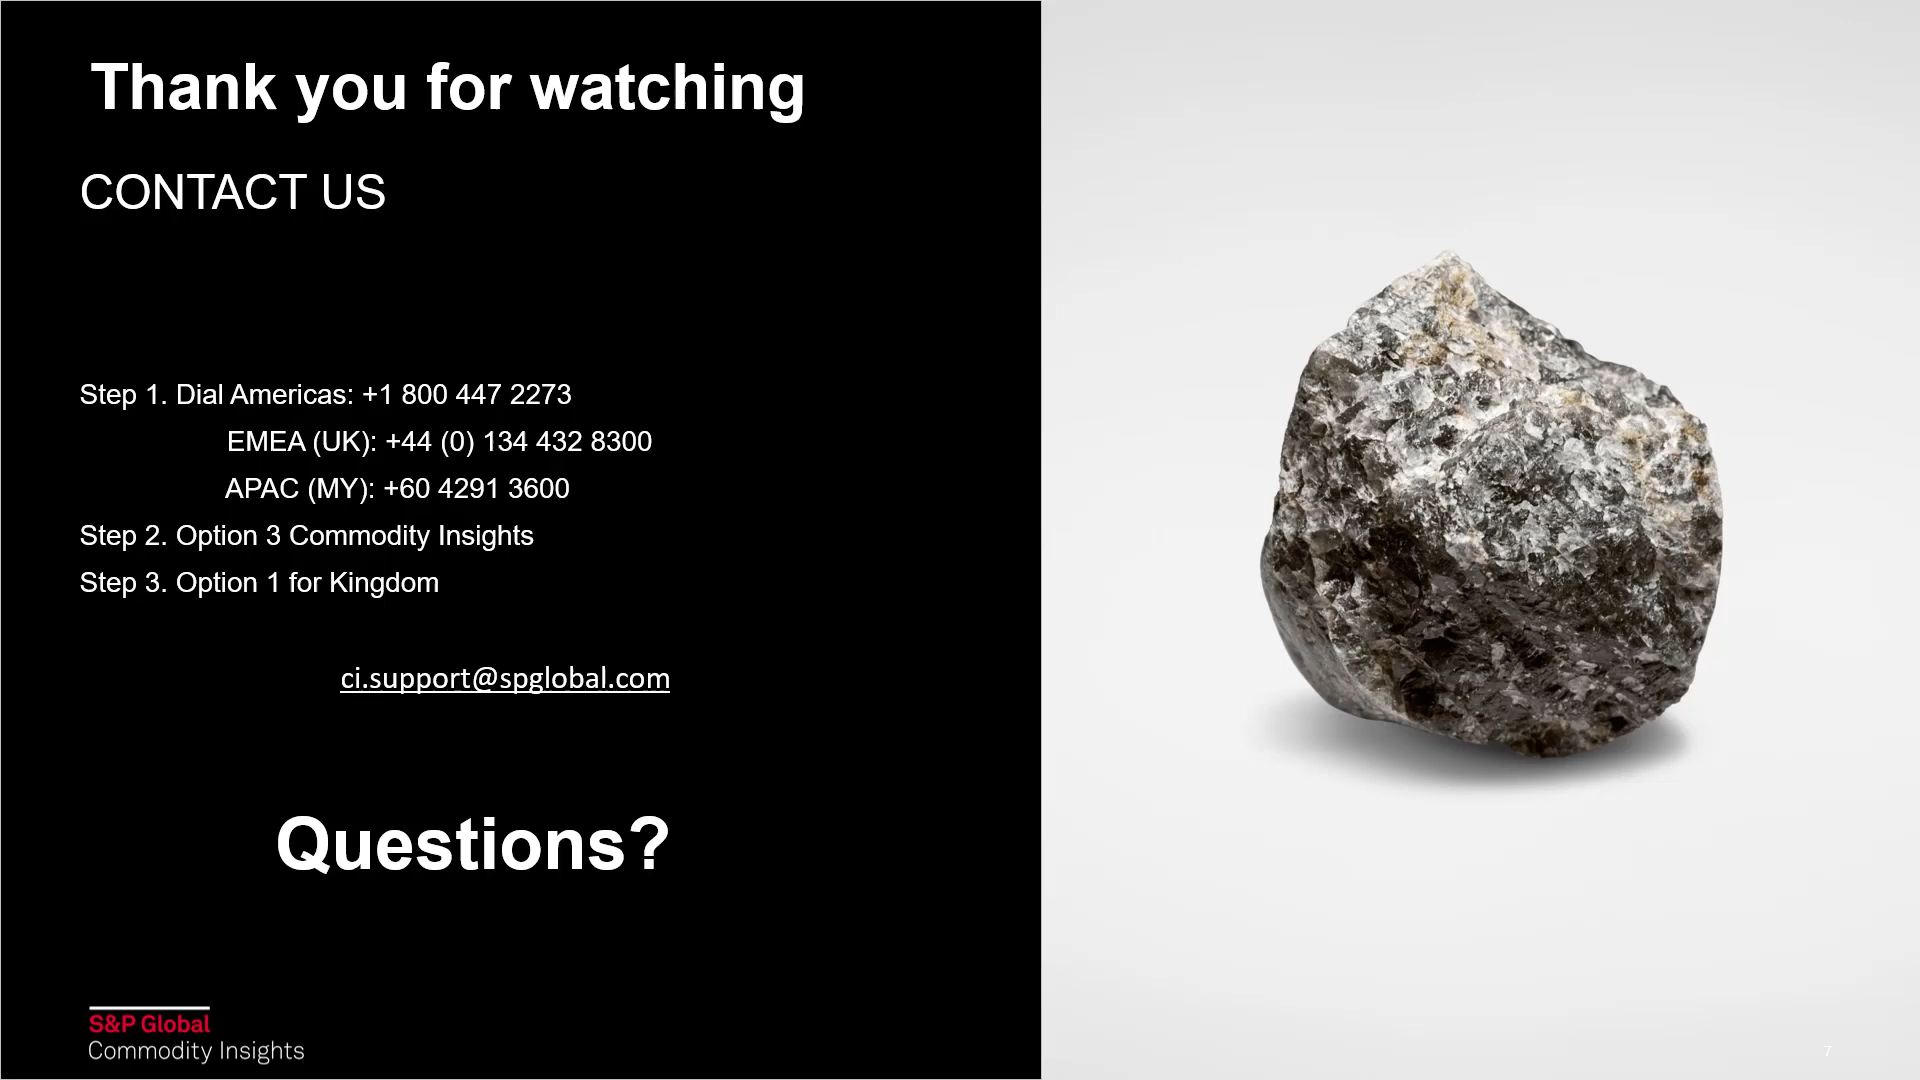 Thank you for watching
CONTACT US
Step 1. Dial Americas: +1 800 447 2273
EMEA (UK): +44 (0) 134 432 8300
APAC (MY): +60 4291 3600
Step 2. Option 3 Commodity Insights
Step 3. Option 1 for Kingdom
ci.support@spglobal.com
Questions?
S&P Global
Commodity Insights
7